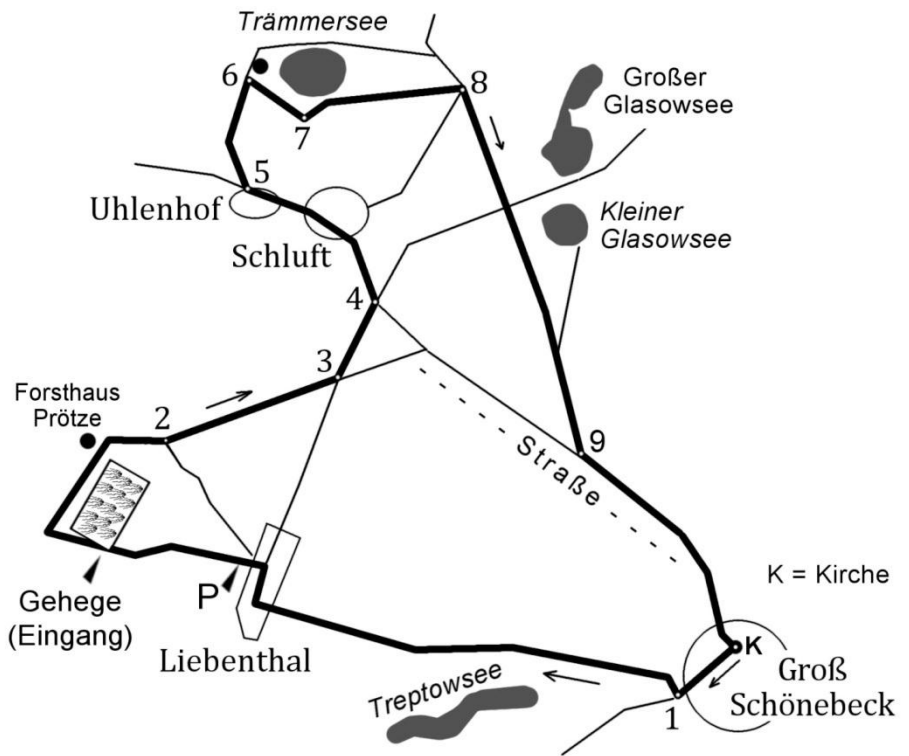 Trämmersee
6
7
8
Großer
Glasowsee
5
Uhlenhof
Schluft
Kleiner
Glasowsee
4
3
Forsthaus
Prötze
2
9
Straße
P
Gehege
(Eingang)
Liebenthal
K = Kirche
K
Groß
Schönebeck
1
Treptowsee